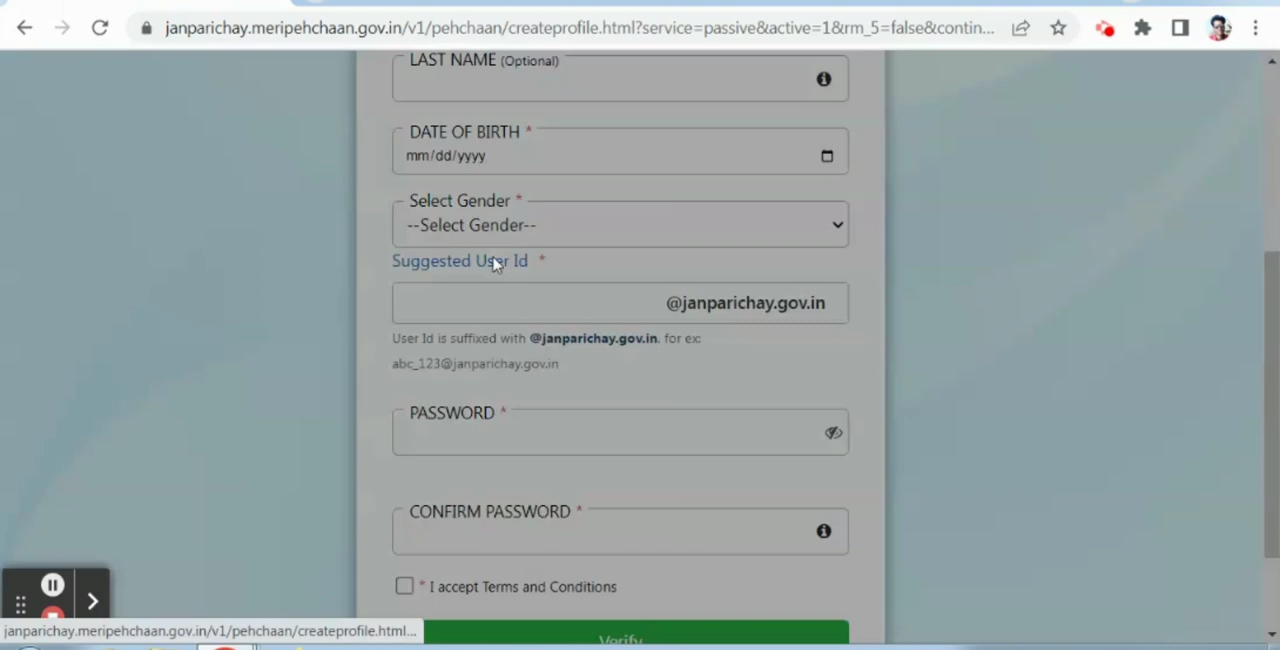 janparichay.meripehchaan.gov.in/v1/pehchaan/createprofile.html?service=passive&active=1&rm_5=false&contin...
LAST NAME (Optional)
DATE OF BIRTH *
mm/dd/yyyy
Select Gender *
--Select Gender--
Suggested User Id *
@janparichay.gov.in
User Id is suffixed with @janparichay.gov.in. for ex:
abc_123@janparichay.gov.in
PASSWORD *
CONFIRM PASSWORD *
* I accept Terms and Conditions
janparichay.meripehchaan.gov.in/v1/pehchaan/createprofile.html...
Verify